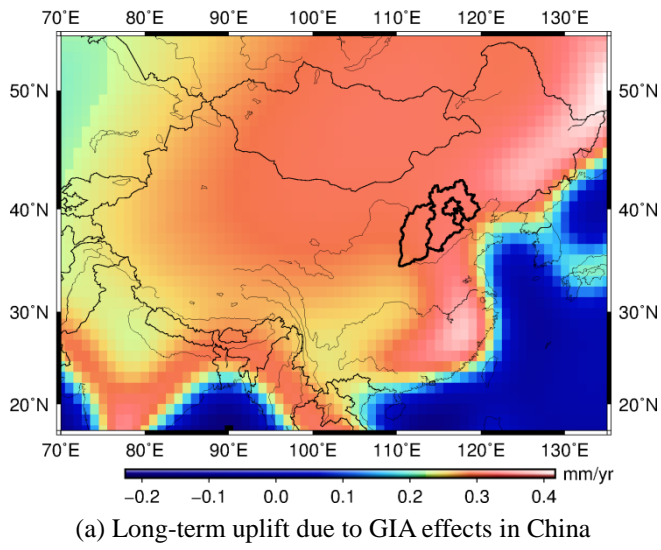 70°E 80°E 90°E 100°E 110°E 120°E 130°E
50°N 50°N
40°N 40°N
30°N 30°N
20°N 20°N
70°E 80°E 90°E 100°E 110°E 120°E 130°E
mm/yr
−0.2 −0.1 0.0 0.1 0.2 0.3 0.4
(a) Long-term uplift due to GIA effects in China